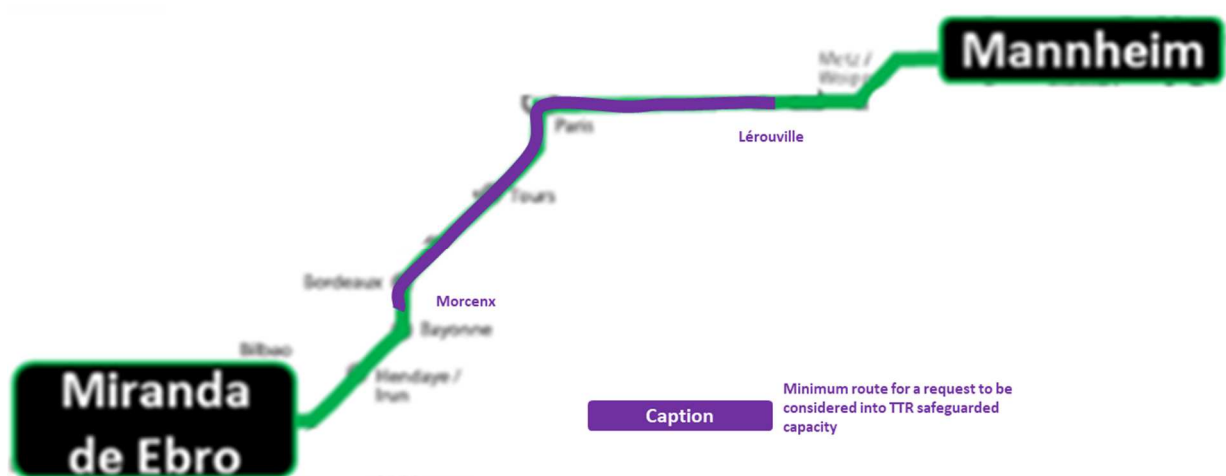 Mannheim
Metz /
Woippy
Paris
Lérouville
Tours
Bordeaux
Morcenx
Bayonne
Bilbao
Hendaye /
Irun
Miranda
de Ebro
Caption
Minimum route for a request to be
considered into TTR safeguarded
capacity